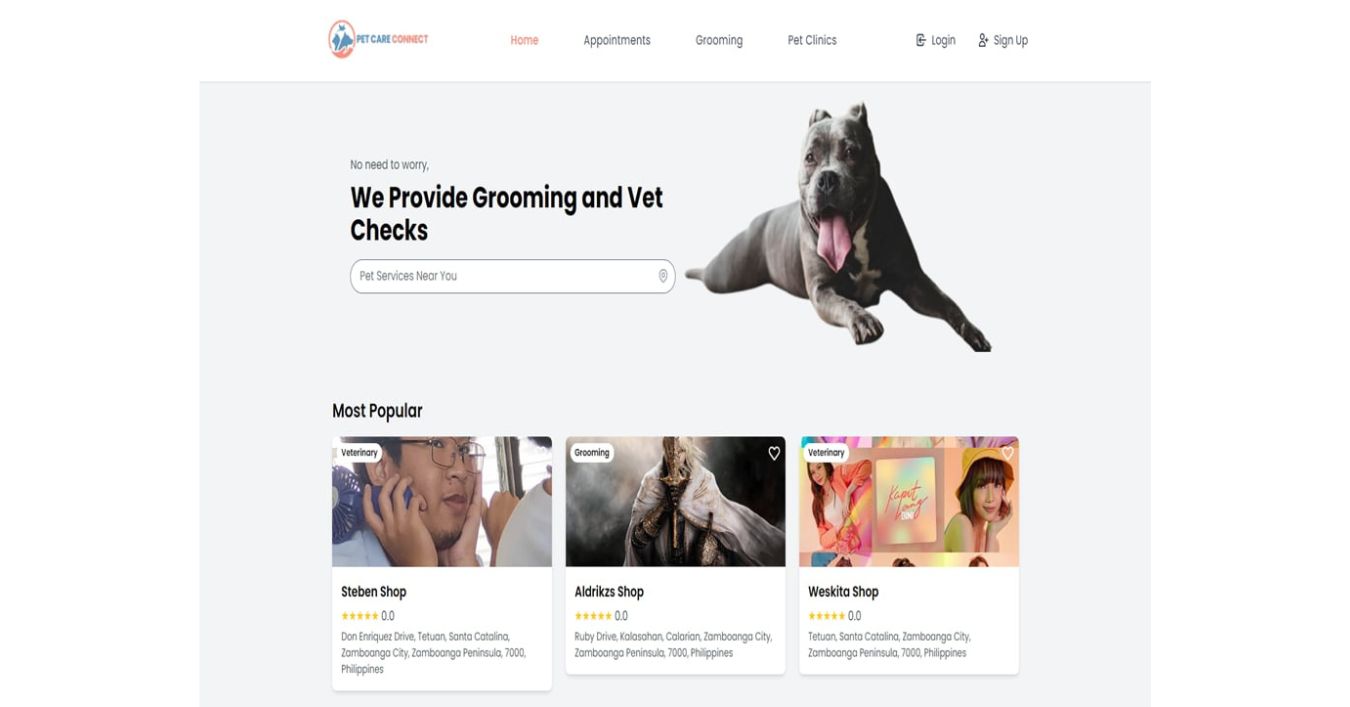 PET CARE CONNECT
Home
Appointments
Grooming
Pet Clinics
Login
Sign Up
No need to worry,
We Provide Grooming and Vet
Checks
Pet Services Near You
Most Popular
Veterinary
Grooming
Veterinary
Kapit
Lang
Steben Shop
0.0
Don Enriquez Drive, Tetuan, Santa Catalina,
Zamboanga City, Zamboanga Peninsula, 7000,
Philippines
Aldrikzs Shop
0.0
Ruby Drive, Kalasahan, Calarian, Zamboanga City,
Zamboanga Peninsula, 7000, Philippines
Weskita Shop
0.0
Tetuan, Santa Catalina, Zamboanga City,
Zamboanga Peninsula, 7000, Philippines